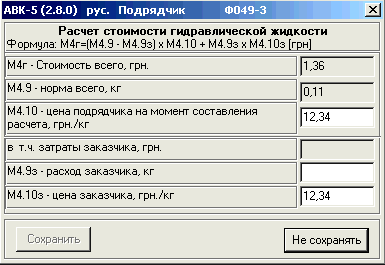 АВК-5 (2.8.0) рус. Подрядчик Ф049-3
Расчет стоимости гидравлической жидкости
Формула: М4г=(М4.9 - М4.9з) х М4.10 + М4.9з х М4.10з [грн]
М4г - Стоимость всего, грн. 1,36
М4.9 - норма всего, кг 0,11
М4.10 - цена подрядчика на момент составления
расчета, грн./кг 12,34
в т.ч. затраты заказчика, грн.
М4.9з - расход заказчика, кг
М4.10з - цена заказчика, грн./кг 12,34
Сохранить Не сохранять